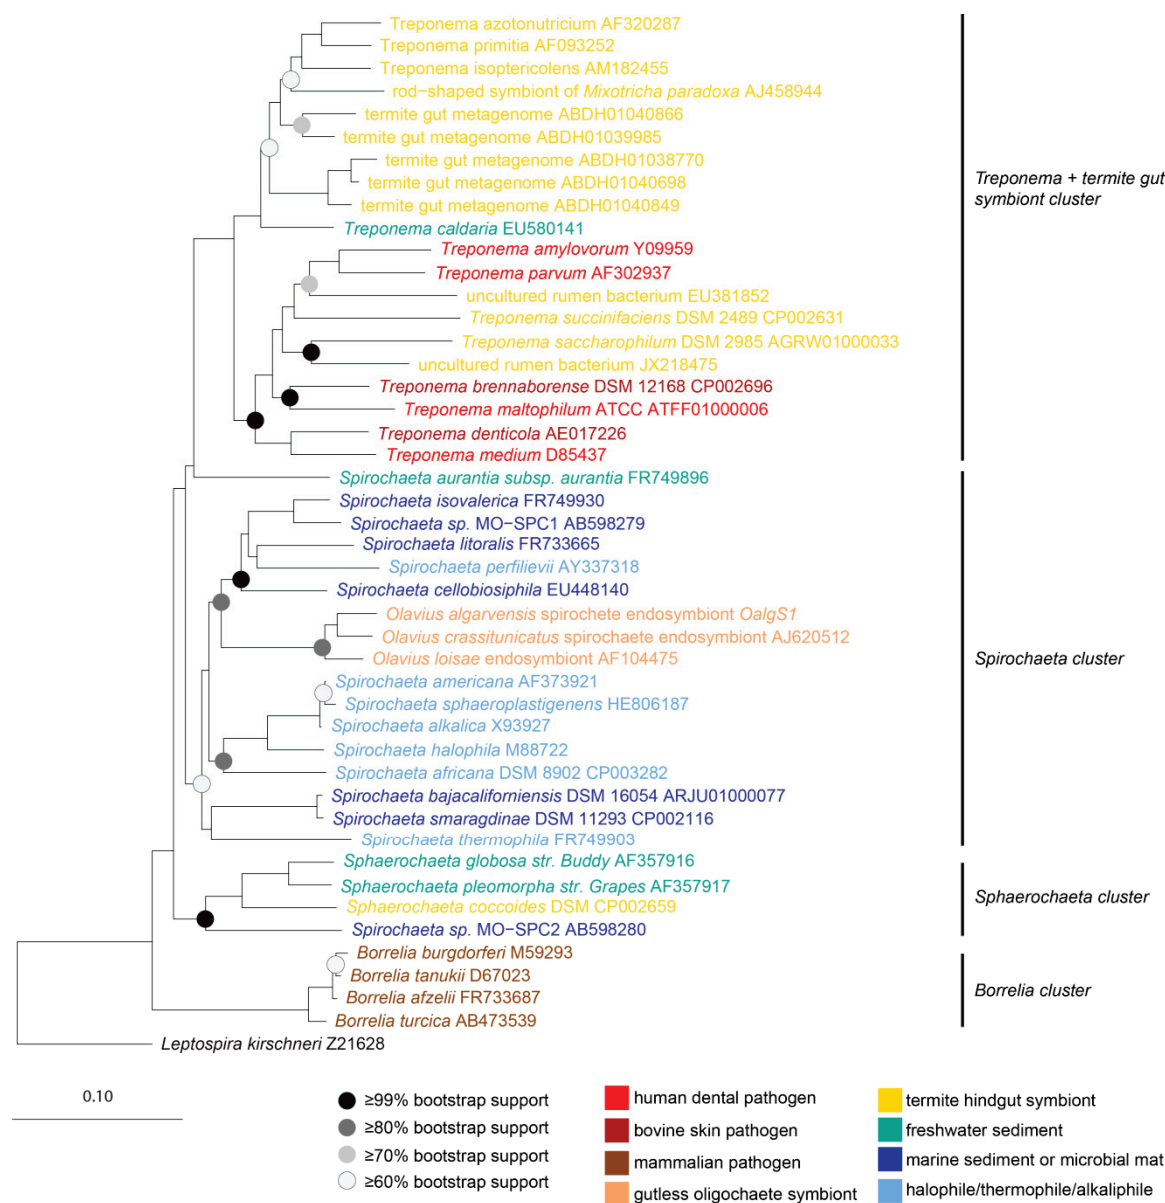 Treponema azotonutricium AF320287
Treponema primitia AF093252
Treponema isoptericolens AM182455
rod−shaped symbiont of Mixotricha paradoxa AJ458944
termite gut metagenome ABDH01040866
termite gut metagenome ABDH01039985
termite gut metagenome ABDH01038770
termite gut metagenome ABDH01040698
termite gut metagenome ABDH01040849
Treponema caldaria EU580141
Treponema amylovorum Y09959
Treponema parvum AF302937
uncultured rumen bacterium EU381852
Treponema succinifaciens DSM 2489 CP002631
Treponema saccharophilum DSM 2985 AGRW01000033
uncultured rumen bacterium JX218475
Treponema brennaborense DSM 12168 CP002696
Treponema maltophilum ATCC ATFF01000006
Treponema denticola AE017226
Treponema medium D85437
Treponema + termite gut
symbiont cluster
Spirochaeta aurantia subsp. aurantia FR749896
Spirochaeta isovalerica FR749930
Spirochaeta sp. MO−SPC1 AB598279
Spirochaeta litoralis FR733665
Spirochaeta perfilievii AY337318
Spirochaeta cellobiosiphila EU448140
Olavius algarvensis spirochete endosymbiont OalgS1
Olavius crassitunicatus spirochaete endosymbiont AJ620512
Olavius loisae endosymbiont AF104475
Spirochaeta americana AF373921
Spirochaeta sphaeroplastigenens HE806187
Spirochaeta alkalica X93927
Spirochaeta halophila M88722
Spirochaeta africana DSM 8902 CP003282
Spirochaeta bajacaliforniensis DSM 16054 ARJU01000077
Spirochaeta smaragdinae DSM 11293 CP002116
Spirochaeta thermophila FR749903
Spirochaeta cluster
Sphaerochaeta globosa str. Buddy AF357916
Sphaerochaeta pleomorpha str. Grapes AF357917
Sphaerochaeta coccoides DSM CP002659
Spirochaeta sp. MO−SPC2 AB598280
Sphaerochaeta cluster
Borrelia burgdorferi M59293
Borrelia tanukii D67023
Borrelia afzelii FR733687
Borrelia turcica AB473539
Borrelia cluster
Leptospira kirschneri Z21628
0.10
≥99% bootstrap support
≥80% bootstrap support
≥70% bootstrap support
≥60% bootstrap support
human dental pathogen
bovine skin pathogen
mammalian pathogen
gutless oligochaete symbiont
termite hindgut symbiont
freshwater sediment
marine sediment or microbial mat
halophile/thermophile/alkaliphile